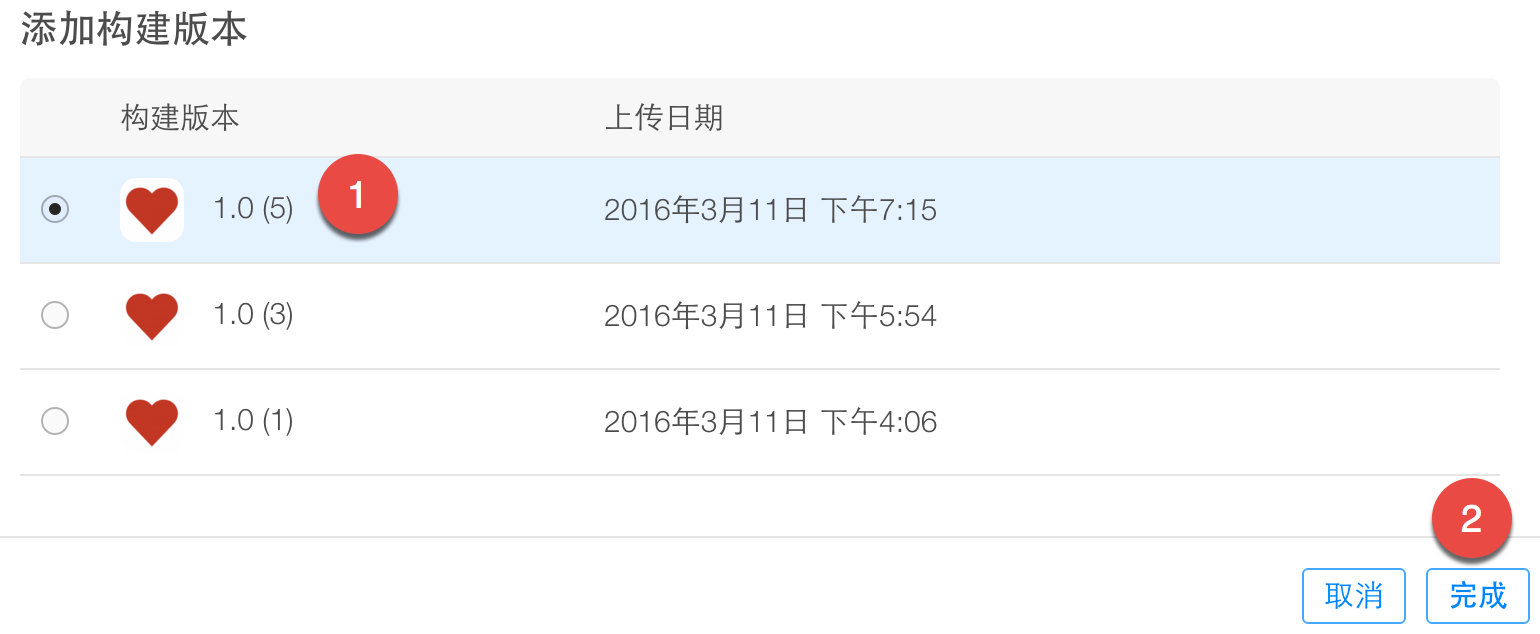 添加构建版本
构建版本 上传日期
1.0 (5) 1 2016年3月11日 下午7:15
1.0 (3) 2016年3月11日 下午5:54
1.0 (1) 2016年3月11日 下午4:06
2
取消 完成